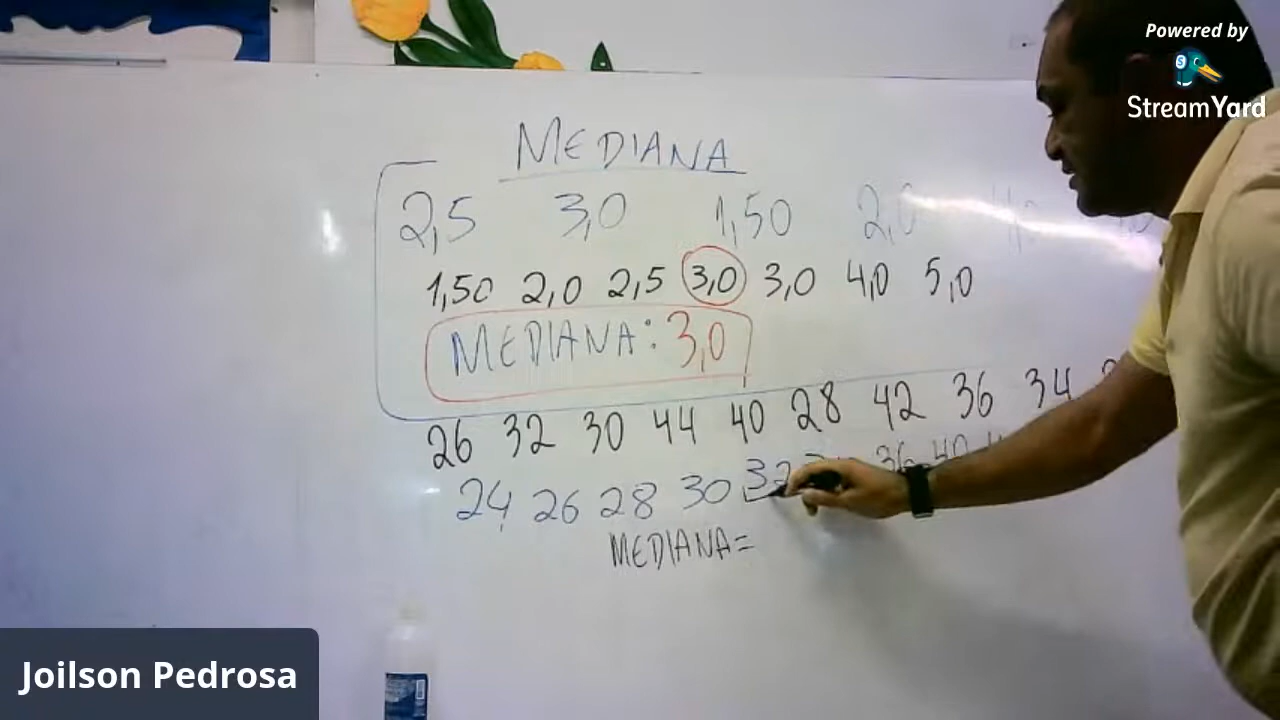 Powered by
StreamYard
MEDIANA
2,5 3,0 1,50 2,0
1,50 2,0 2,5 3,0 3,0 4,0 5,0
MEDIANA: 3,0
26 32 30 44 40 28 42 36 34
24 26 28 30 32 36 40
MEDIANA=
Joilson Pedrosa